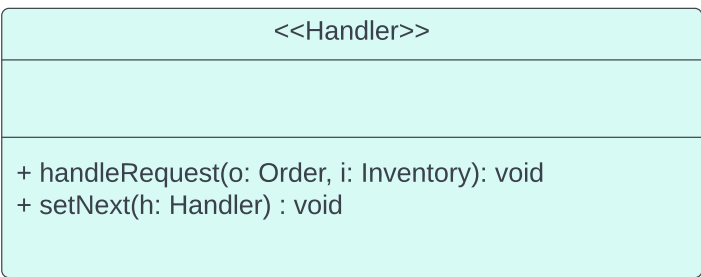 <<Handler>>
+ handleRequest(o: Order, i: Inventory): void
+ setNext(h: Handler) : void